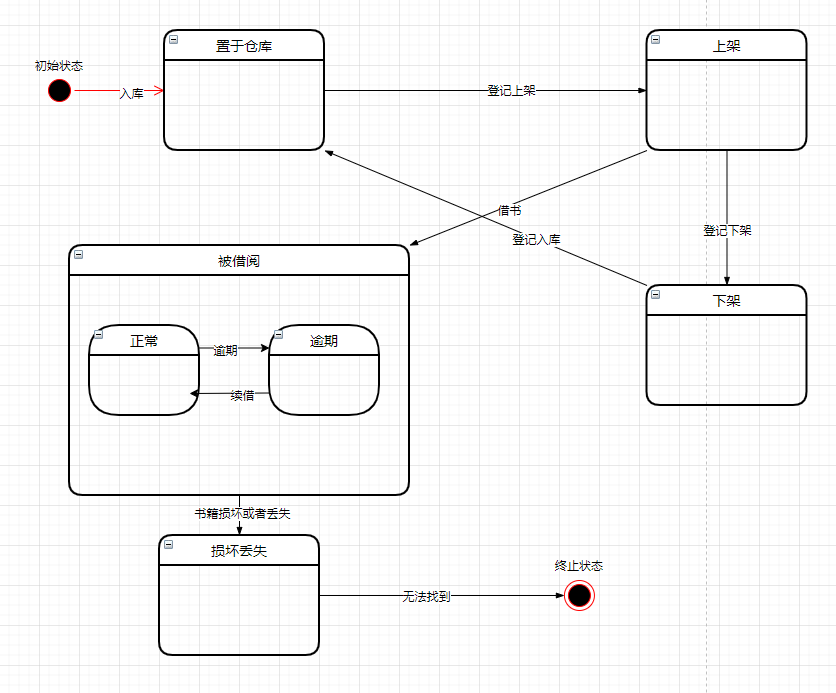 初始状态
入库
置于仓库
登记上架
上架
借书
登记入库
登记下架
下架
被借阅
正常
逾期
逾期
续借
书籍损坏或者丢失
损坏丢失
无法找到
终止状态